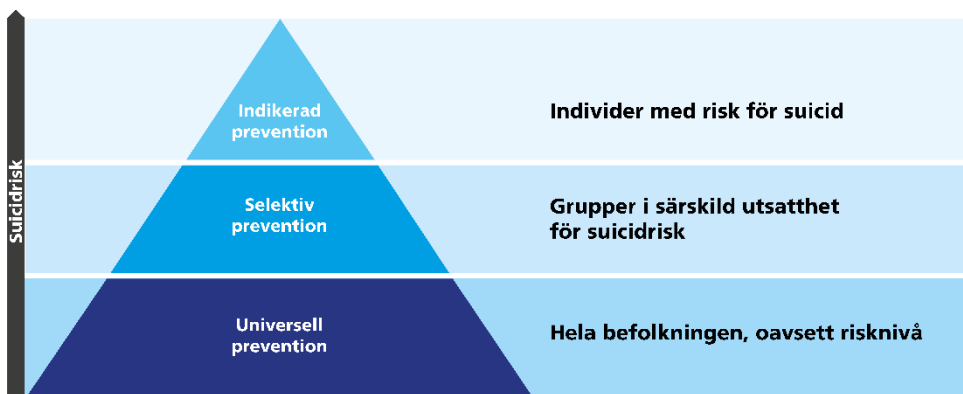 Suicidrisk
Indikerad
prevention
Individer med risk för suicid
Selektiv
prevention
Grupper i särskild utsatthet
för suicidrisk
Universell
prevention
Hela befolkningen, oavsett risknivå